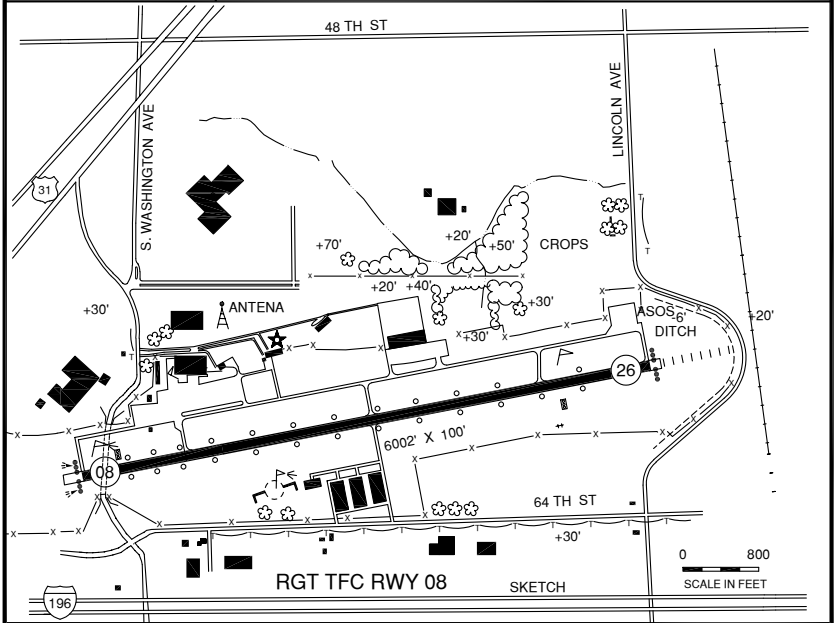 48 TH ST
LINCOLN AVE
S. WASHINGTON AVE
31
+70'
+20'
+50'
CROPS
+20'
+40'
+30'
ANTENA
+30'
+30'
ASOS
-6'
DITCH
+20'
26
6002' X 100'
08
64 TH ST
+30'
0 800
SCALE IN FEET
RGT TFC RWY 08
SKETCH
196